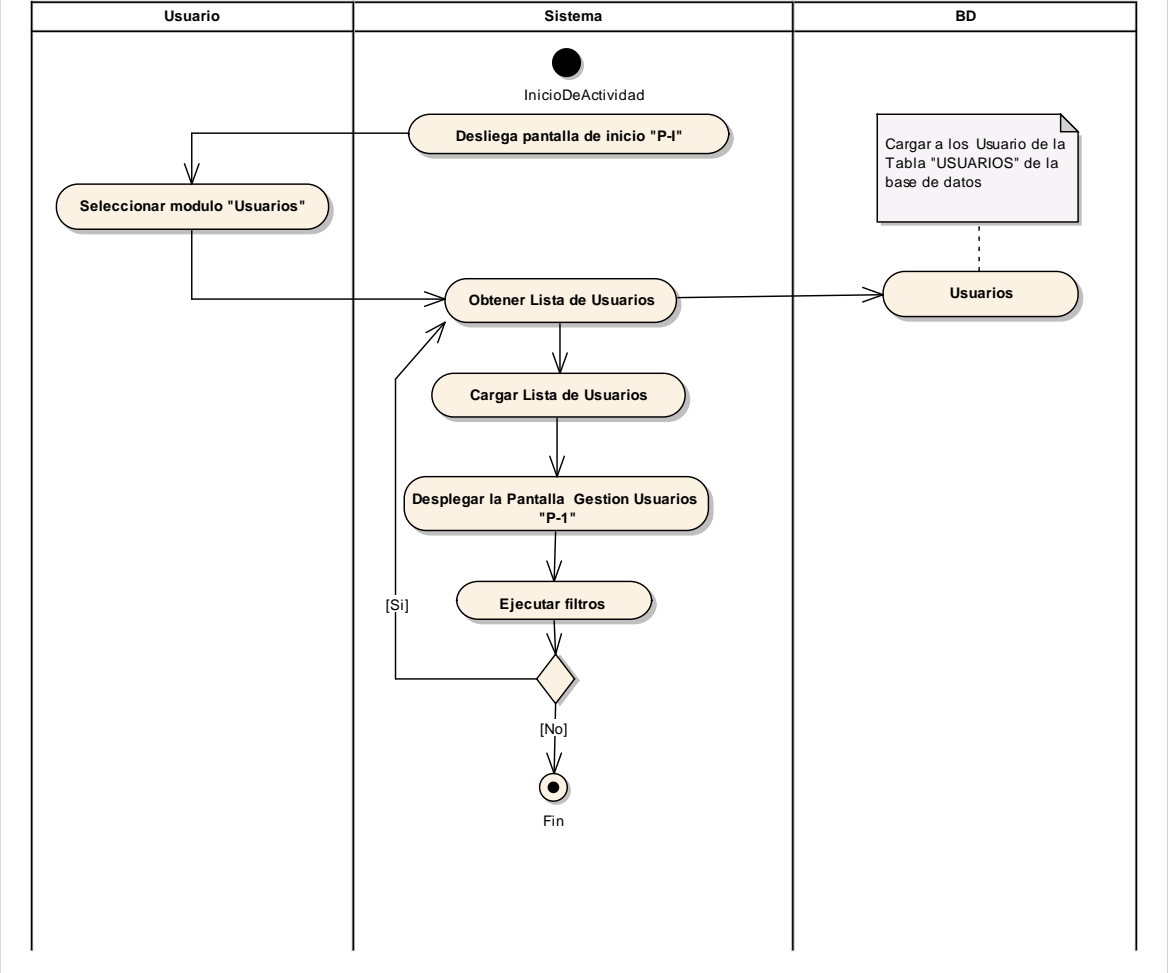 Usuario
Sistema
BD
InicioDeActividad
Desliega pantalla de inicio "P-I"
Cargar a los Usuario de la
Tabla "USUARIOS" de la
base de datos
Seleccionar modulo "Usuarios"
Obtener Lista de Usuarios
Usuarios
Cargar Lista de Usuarios
Desplegar la Pantalla Gestion Usuarios
"P-1"
Ejecutar filtros
[Si]
[No]
Fin